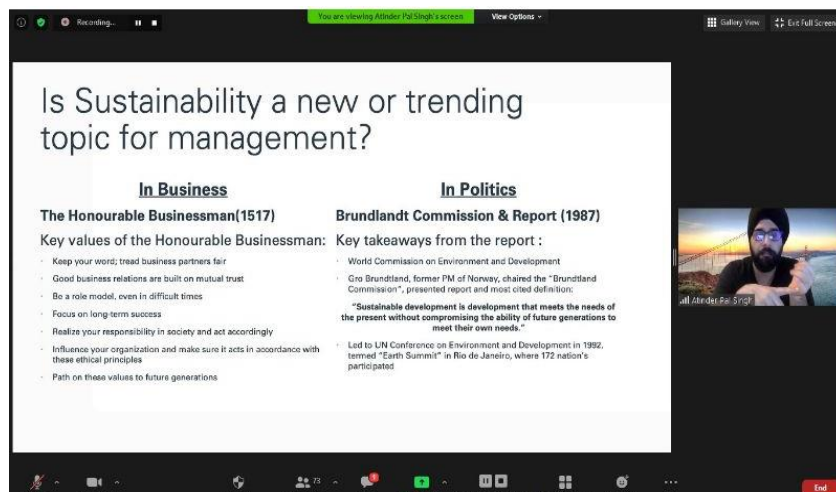 Recording...
You are viewing Atinder Pal Singh's screen
View Options
Gallery View
Exit Full Screen
Is Sustainability a new or trending
topic for management?
In Business
The Honourable Businessman(1517)
Key values of the Honourable Businessman:
· Keep your word; tread business partners fair
· Good business relations are built on mutual trust
· Be a role model, even in difficult times
· Focus on long-term success
· Realize your responsibility in society and act accordingly
· Influence your organization and make sure it acts in accordance with
these ethical principles
· Path on these values to future generations
In Politics
Brundlandt Commission & Report (1987)
Key takeaways from the report :
· World Commission on Environment and Development
· Gro Brundtland, former PM of Norway, chaired the "Brundtland
Commission", presented report and most cited definition:
"Sustainable development is development that meets the needs of
the present without compromising the ability of future generations to
meet their own needs."
· Led to UN Conference on Environment and Development in 1992,
termed "Earth Summit" in Rio de Janeiro, where 172 nation's
participated
Atinder Pal Singh
73
End